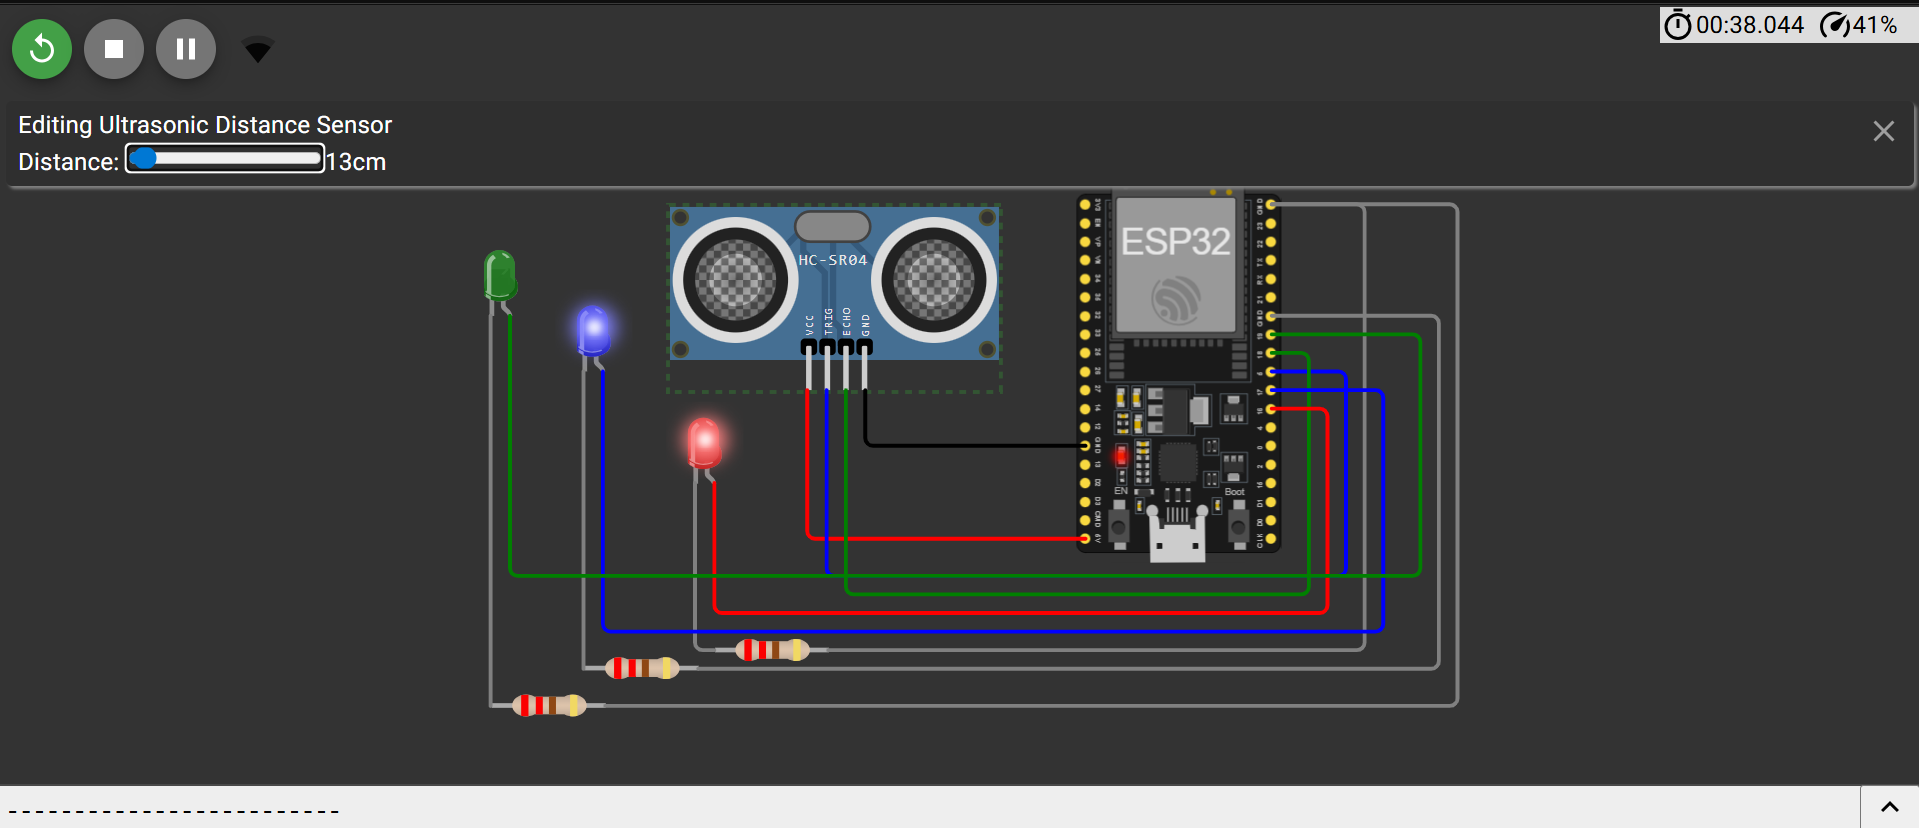 00:38.044 41%
Editing Ultrasonic Distance Sensor
Distance: 13cm
ESP32
HC-SR04
VCC
TRIG
ECHO
GND
EN
Boot
------------------------